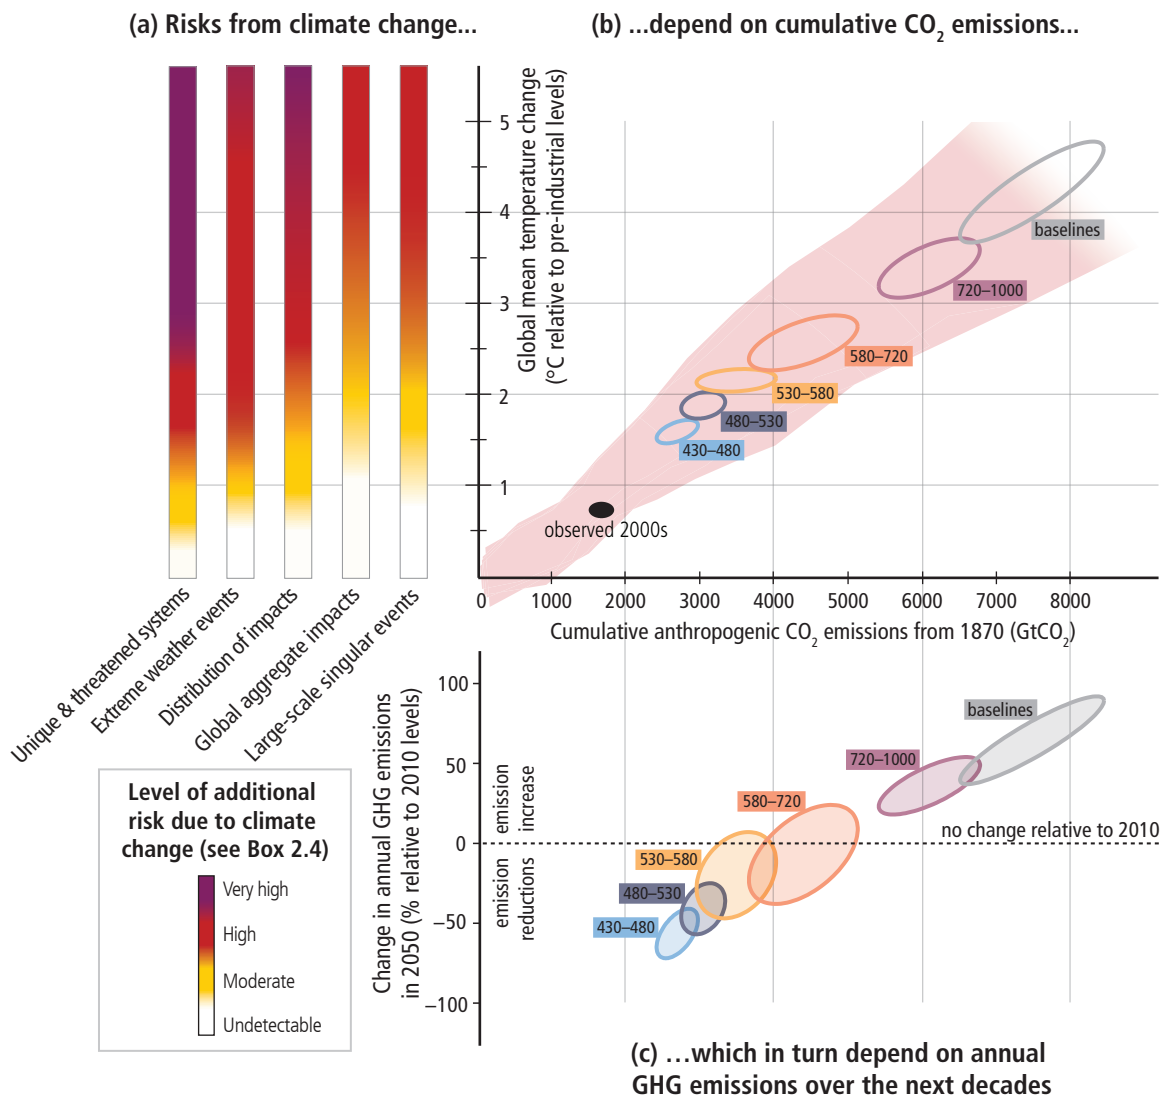 (a) Risks from climate change...
(b) ...depend on cumulative CO2 emissions...
Global mean temperature change
(°C relative to pre-industrial levels)
5
4
3
2
1
baselines
720–1000
580–720
530–580
480–530
430–480
observed 2000s
0 1000 2000 3000 4000 5000 6000 7000 8000
Cumulative anthropogenic CO2 emissions from 1870 (GtCO2)
Unique & threatened systems
Extreme weather events
Distribution of impacts
Global aggregate impacts
Large-scale singular events
Level of additional
risk due to climate
change (see Box 2.4)
Very high
High
Moderate
Undetectable
Change in annual GHG emissions
in 2050 (% relative to 2010 levels)
100
50
0
−50
−100
emission
increase
emission
reductions
baselines
720–1000
580–720
no change relative to 2010
530–580
480–530
430–480
(c) …which in turn depend on annual
GHG emissions over the next decades